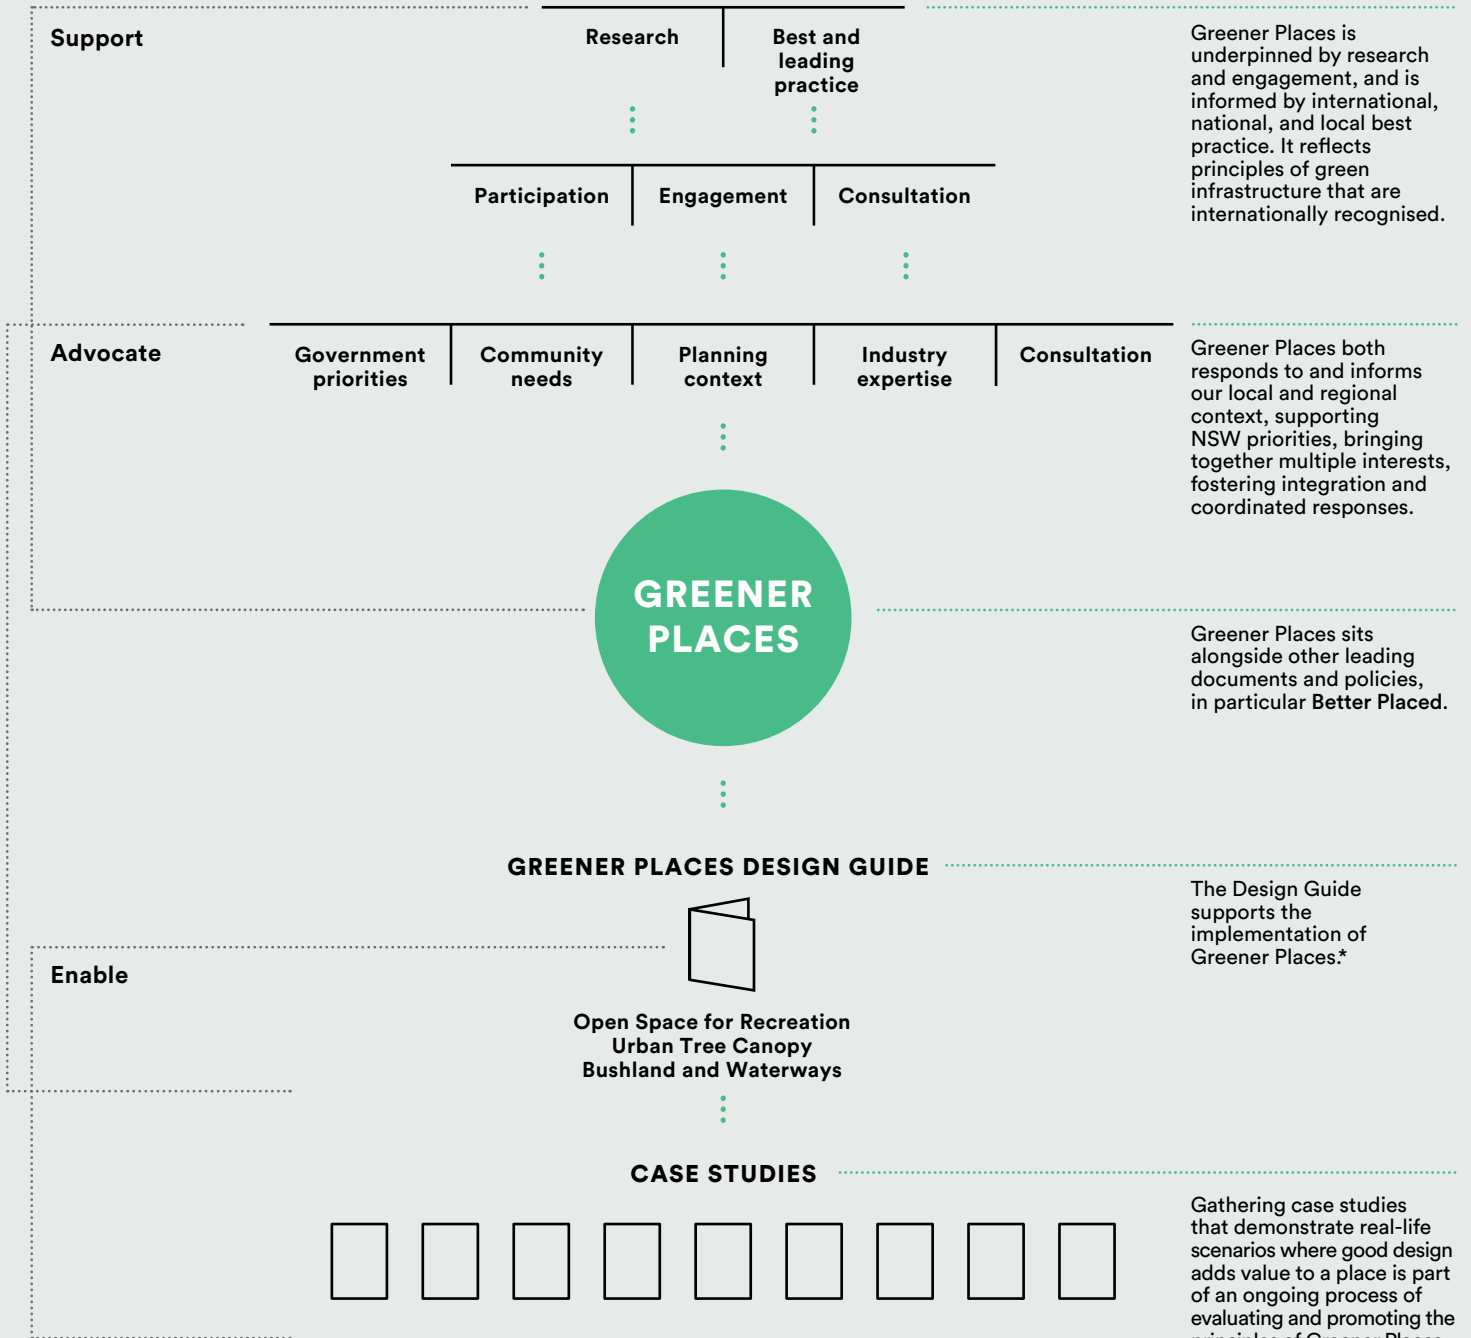 Support
Research
Best and
leading
practice
Greener Places is
underpinned by research
and engagement, and is
informed by international,
national, and local best
practice. It reflects
principles of green
infrastructure that are
internationally recognised.
Participation
Engagement
Consultation
Advocate
Government
priorities
Community
needs
Planning
context
Industry
expertise
Consultation
Greener Places both
responds to and informs
our local and regional
context, supporting
NSW priorities, bringing
together multiple interests,
fostering integration and
coordinated responses.
GREENER
PLACES
Greener Places sits
alongside other leading
documents and policies,
in particular Better Placed.
GREENER PLACES DESIGN GUIDE
The Design Guide
supports the
implementation of
Greener Places.*
Enable
Open Space for Recreation
Urban Tree Canopy
Bushland and Waterways
CASE STUDIES
Gathering case studies
that demonstrate real-life
scenarios where good design
adds value to a place is part
of an ongoing process of
evaluating and promoting the
principles of Greener Places